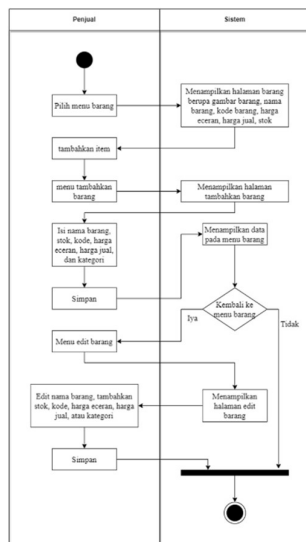 Penjual
Sistem
Pilih menu barang
Menampilkan halaman barang
berupa gambar barang, nama
barang, kode barang, harga
eceran, harga jual, stok
tambahkan item
menu tambahkan
barang
Menampilkan halaman
tambahkan barang
Isi nama barang,
stok, kode, harga
eceran, harga jual,
dan kategori
Menampilkan data
pada menu barang
Simpan
Kembali ke
menu barang
Iya
Tidak
Menu edit barang
Menampilkan
halaman edit
barang
Edit nama barang, tambahkan
stok, kode, harga eceran, harga
jual, atau kategori
Simpan